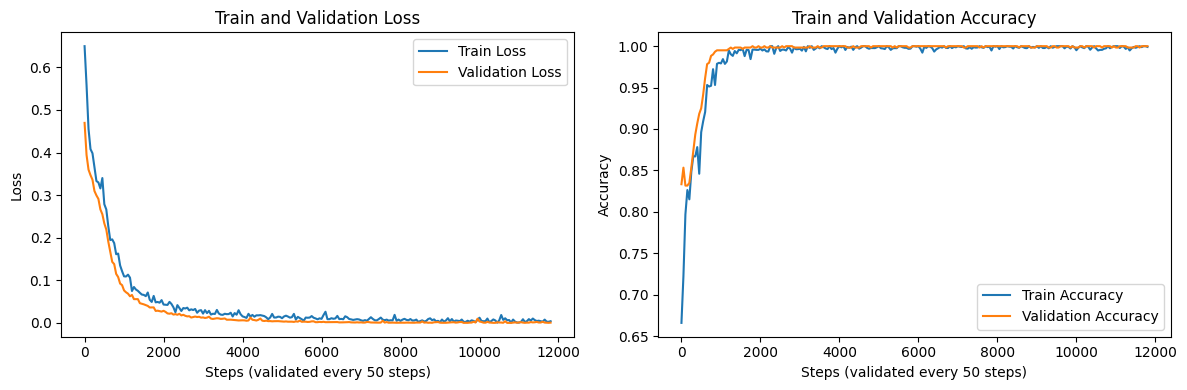 Train and Validation Loss
Train Loss
Validation Loss
Loss
0.6
0.5
0.4
0.3
0.2
0.1
0.0
0 2000 4000 6000 8000 10000 12000
Steps (validated every 50 steps)
Train and Validation Accuracy
Accuracy
1.00
0.95
0.90
0.85
0.80
0.75
0.70
0.65
Train Accuracy
Validation Accuracy
0 2000 4000 6000 8000 10000 12000
Steps (validated every 50 steps)